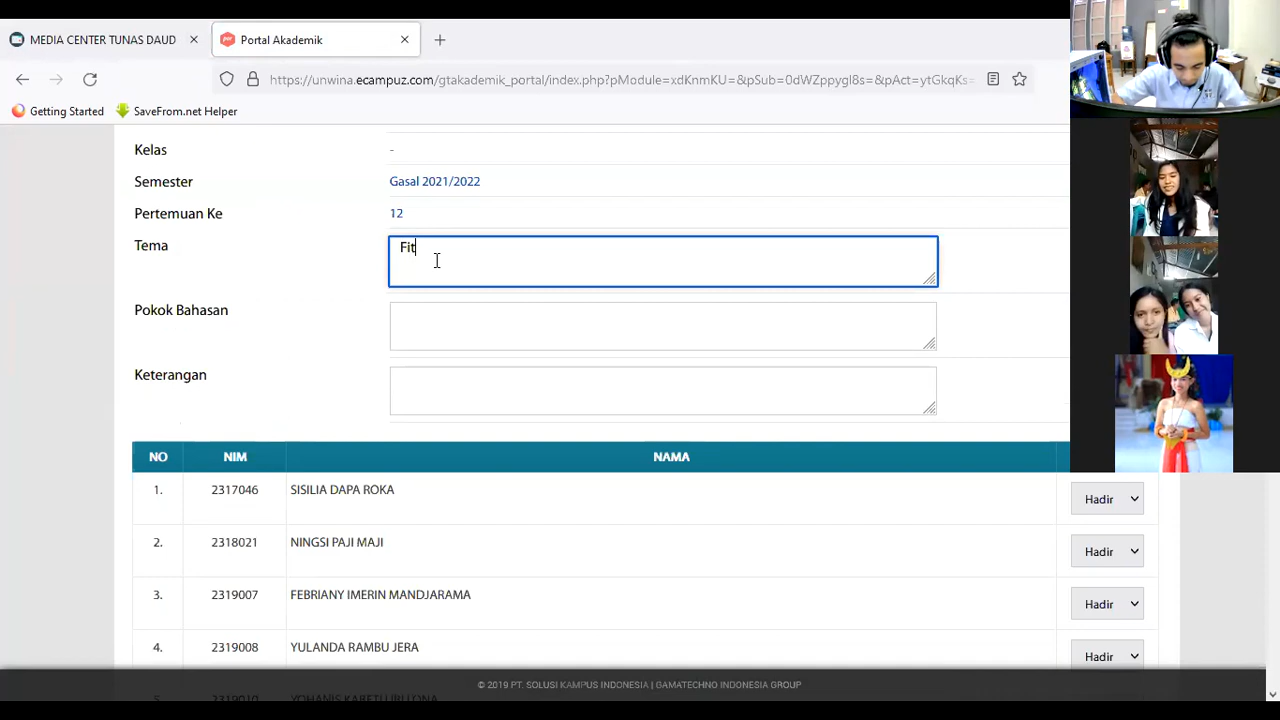 MEDIA CENTER TUNAS DAUD
Portal Akademik
https://unwina.ecampuz.com/gtakademik_portal/index.php?pModule=xdKnmKU=&pSub=0dWZppygl8s=&pAct=ytGkqKs=
Getting Started
SaveFrom.net Helper
Kelas -
Semester Gasal 2021/2022
Pertemuan Ke 12
Tema Fit
Pokok Bahasan
Keterangan
NO NIM NAMA
1. 2317046 SISILIA DAPA ROKA Hadir
2. 2318021 NINGSI PAJI MAJI Hadir
3. 2319007 FEBRIANY IMERIN MANDJARAMA Hadir
4. 2319008 YULANDA RAMBU JERA Hadir
© 2019 PT. SOLUSI KAMPUS INDONESIA | GAMATECHNO INDONESIA GROUP